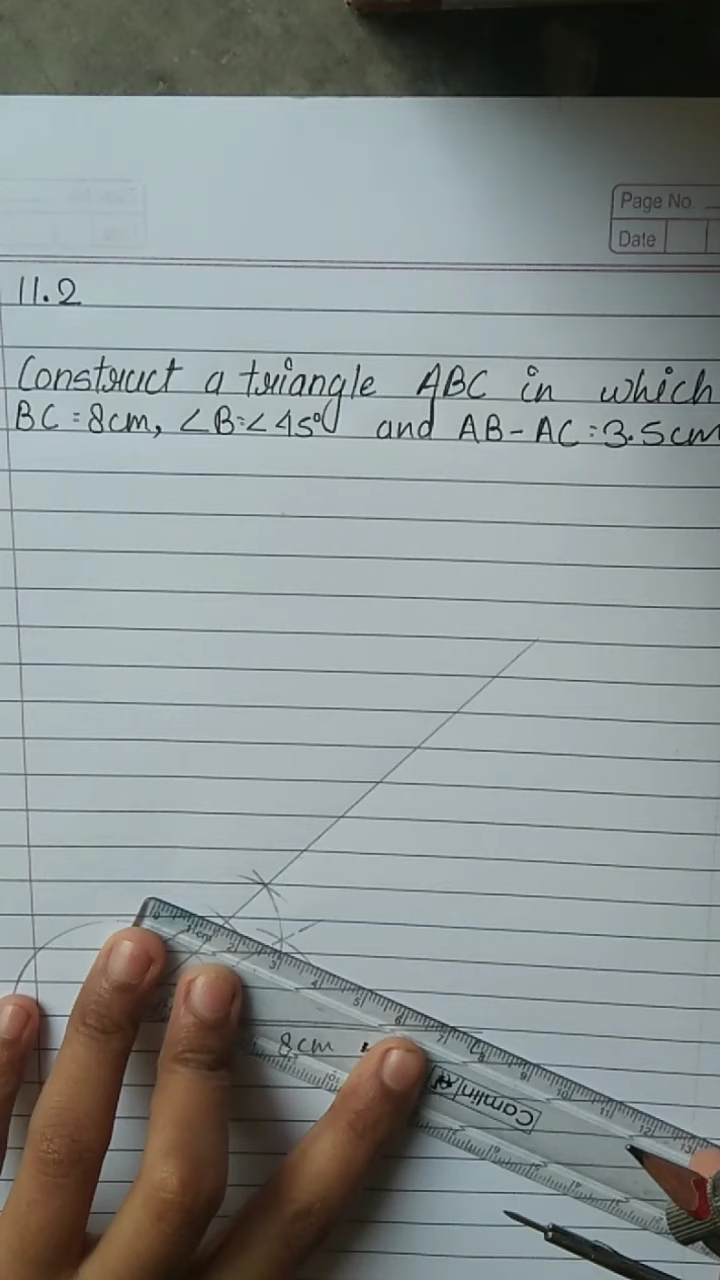 Page No.
Date
11.2
Construct a triangle ABC in which
BC = 8cm, ∠B = ∠45° and AB - AC = 3.5cm
8cm
Camlin